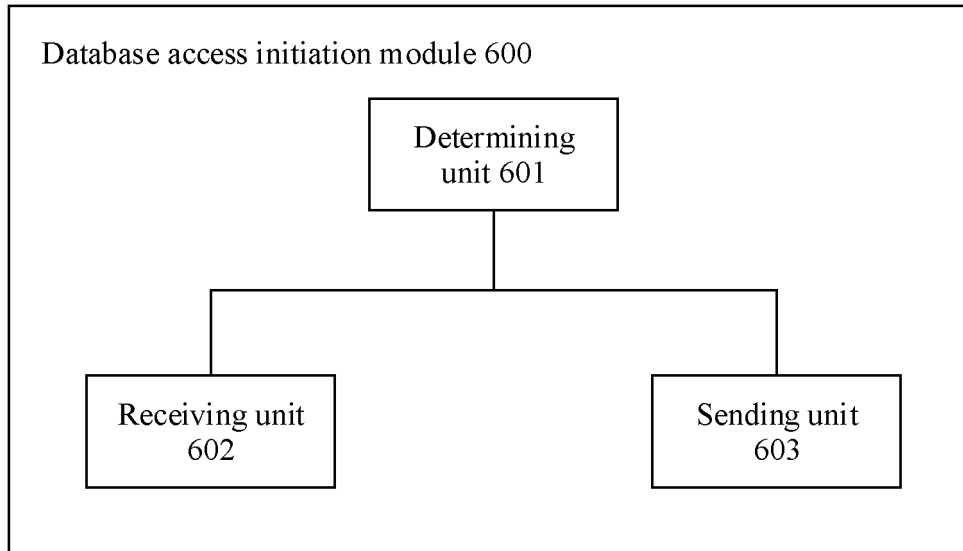 Database access initiation module 600
Determining
unit 601
Receiving unit
602
Sending unit
603